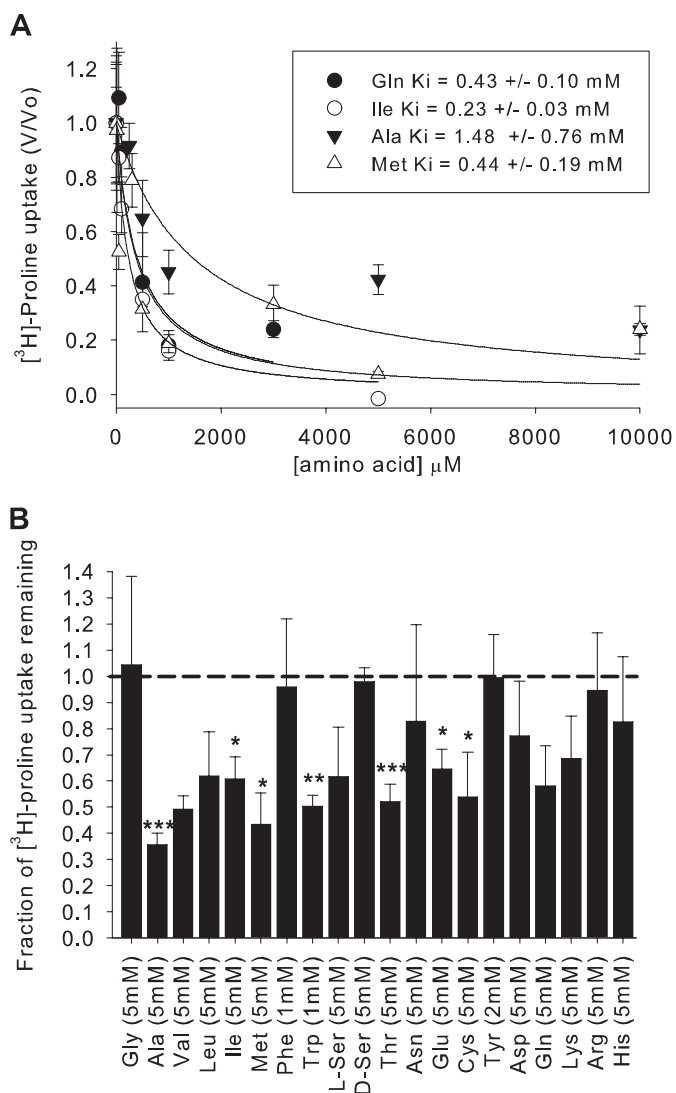 A
[³H]-Proline uptake (V/Vo)
1.2
1.0
0.8
0.6
0.4
0.2
0.0
Gln Ki = 0.43 +/- 0.10 mM
Ile Ki = 0.23 +/- 0.03 mM
Ala Ki = 1.48 +/- 0.76 mM
Met Ki = 0.44 +/- 0.19 mM
0 2000 4000 6000 8000 10000
[amino acid] μM
B
Fraction of [³H]-proline uptake remaining
1.4
1.3
1.2
1.1
1.0
0.9
0.8
0.7
0.6
0.5
0.4
0.3
0.2
0.1
0.0
***
*
*
**
***
*
*
Gly (5mM)
Ala (5mM)
Val (5mM)
Leu (5mM)
Ile (5mM)
Met (5mM)
Phe (1mM)
Trp (1mM)
L-Ser (5mM)
D-Ser (5mM)
Thr (5mM)
Asn (5mM)
Glu (5mM)
Cys (5mM)
Tyr (2mM)
Asp (5mM)
Gln (5mM)
Lys (5mM)
Arg (5mM)
His (5mM)